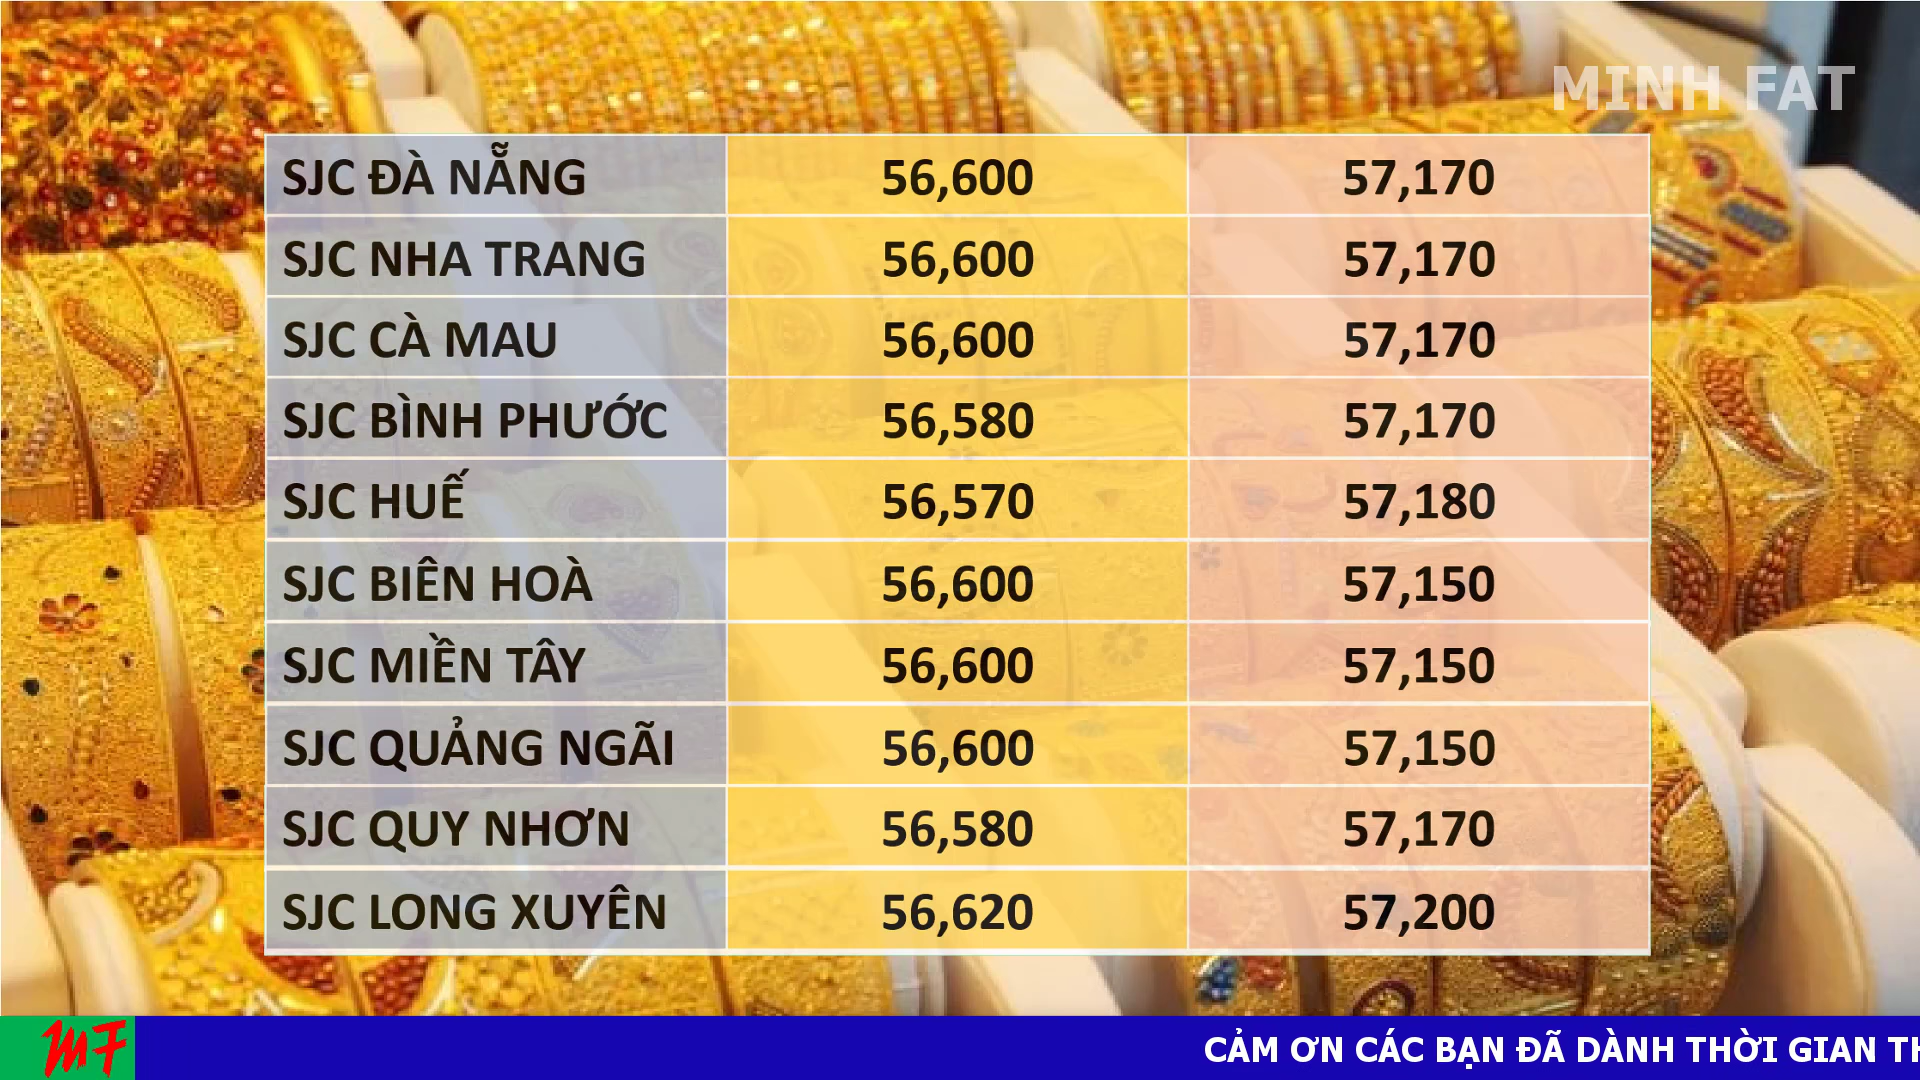 MINH FAT
SJC ĐÀ NẴNG 56,600 57,170
SJC NHA TRANG 56,600 57,170
SJC CÀ MAU 56,600 57,170
SJC BÌNH PHƯỚC 56,580 57,170
SJC HUẾ 56,570 57,180
SJC BIÊN HOÀ 56,600 57,150
SJC MIỀN TÂY 56,600 57,150
SJC QUẢNG NGÃI 56,600 57,150
SJC QUY NHƠN 56,580 57,170
SJC LONG XUYÊN 56,620 57,200
MF CẢM ƠN CÁC BẠN ĐÃ DÀNH THỜI GIAN